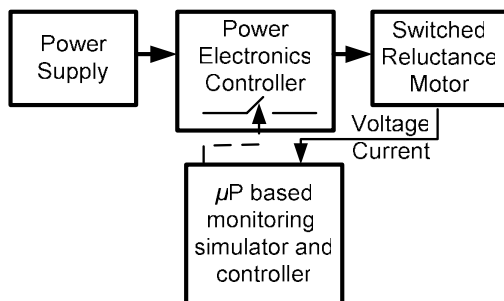 Power
Supply
Power
Electronics
Controller
Switched
Reluctance
Motor
Voltage
Current
µP based
monitoring
simulator and
controller